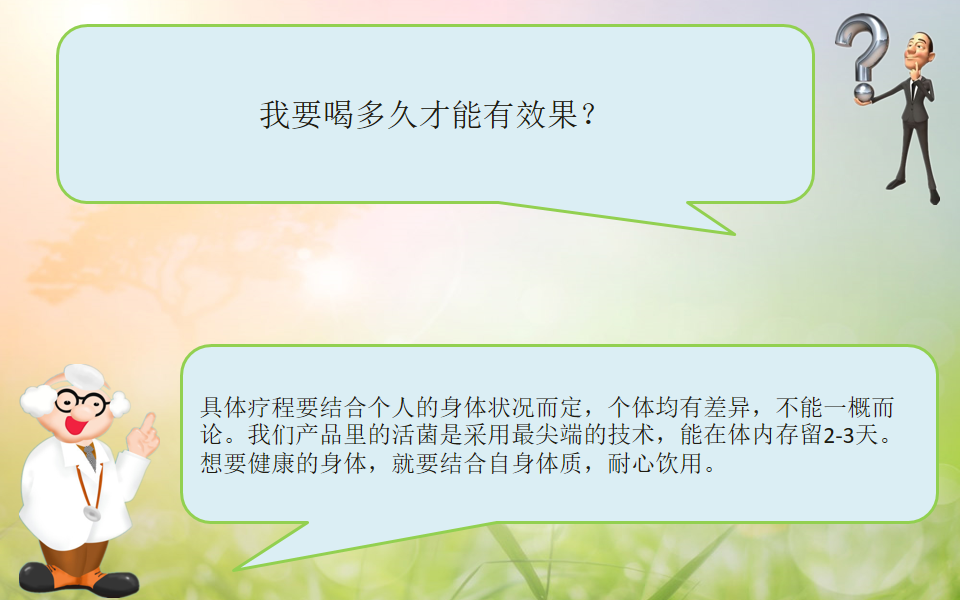 我要喝多久才能有效果？
具体疗程要结合个人的身体状况而定，个体均有差异，不能一概而
论。我们产品里的活菌是采用最尖端的技术，能在体内存留2-3天。
想要健康的身体，就要结合自身体质，耐心饮用。